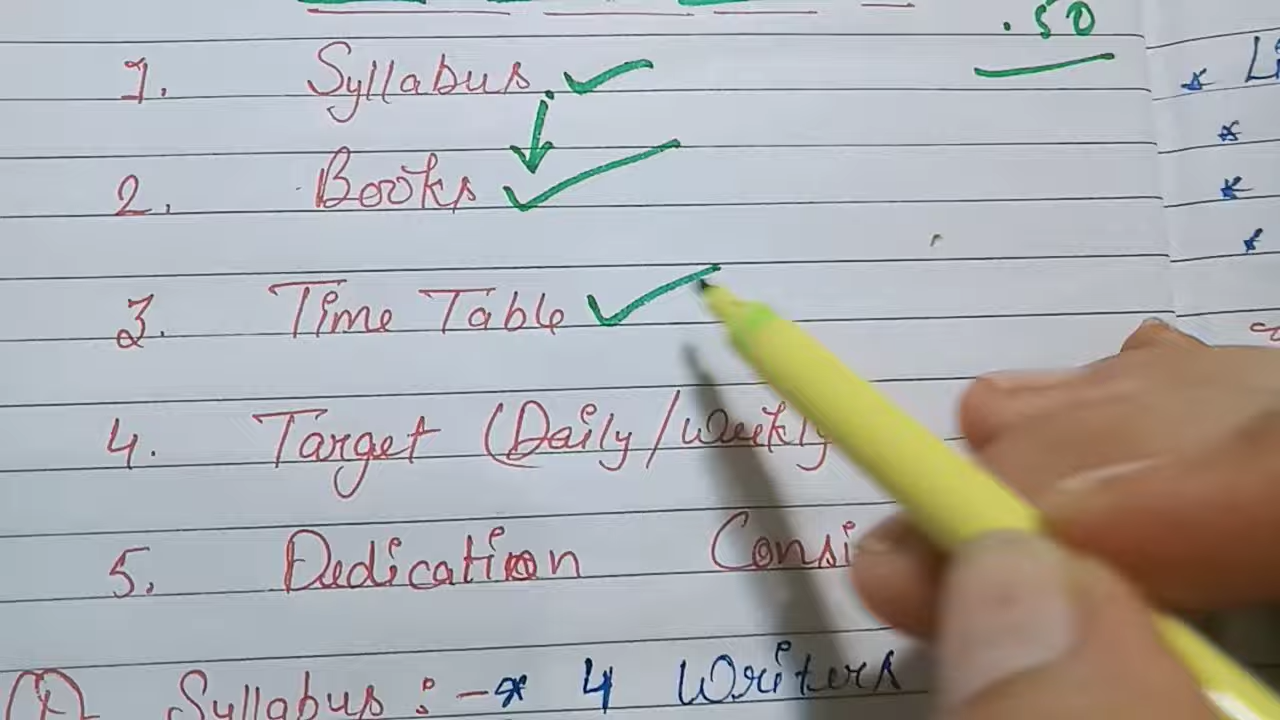 .50
1. Syllabus.
2. Books
3. Time Table
4. Target (Daily/Weekly
5. Dedication Consi
Syllabus : - * 4 Writers